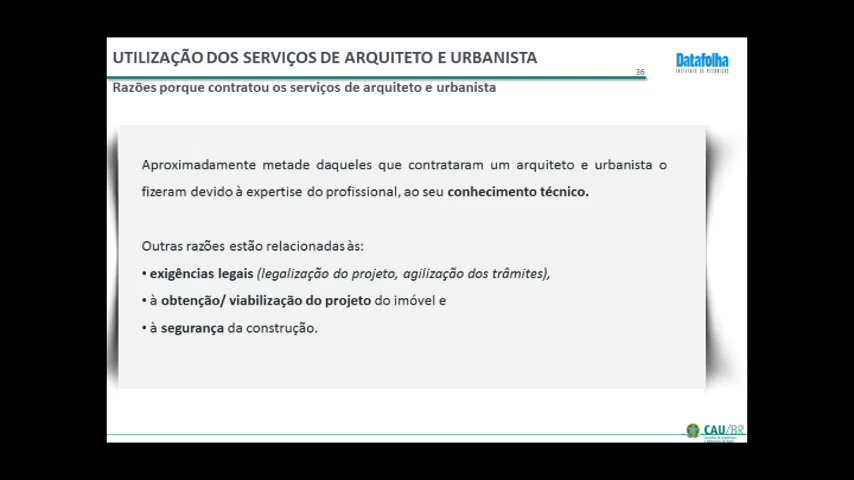 UTILIZAÇÃO DOS SERVIÇOS DE ARQUITETO E URBANISTA
36
Datafolha
INSTITUTO DE PESQUISAS
Razões porque contratou os serviços de arquiteto e urbanista
Aproximadamente metade daqueles que contrataram um arquiteto e urbanista o
fizeram devido à expertise do profissional, ao seu conhecimento técnico.
Outras razões estão relacionadas às:
• exigências legais (legalização do projeto, agilização dos trâmites),
• à obtenção/ viabilização do projeto do imóvel e
• à segurança da construção.
CAU/BR